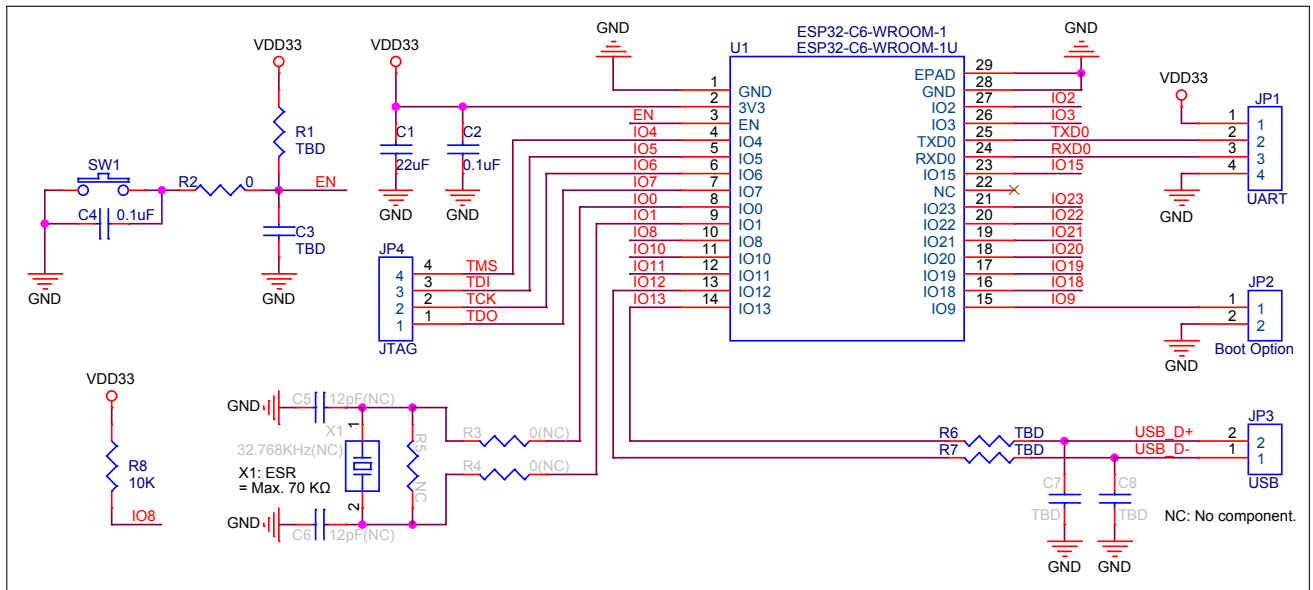 ESP32-C6-WROOM-1
ESP32-C6-WROOM-1U
U1
GND
GND
VDD33
VDD33
VDD33
R1
TBD
SW1
R2
0
EN
C4
0.1uF
C3
TBD
GND
GND
C1
22uF
C2
0.1uF
GND
GND
EN
IO4
IO5
IO6
IO7
IO0
IO1
IO8
IO10
IO11
IO12
IO13
1 GND
2 3V3
3 EN
4 IO4
5 IO5
6 IO6
7 IO7
8 IO0
9 IO1
10 IO8
11 IO10
12 IO11
13 IO12
14 IO13
EPAD 29
GND 28
IO2 27 IO2
IO3 26 IO3
TXD0 25 TXD0
RXD0 24 RXD0
IO15 23 IO15
NC 22
IO23 21 IO23
IO22 20 IO22
IO21 19 IO21
IO20 18 IO20
IO19 17 IO19
IO18 16 IO18
IO9 15 IO9
JP1
1 1
2 2
3 3
4 4
UART
GND
JP2
1 1
2 2
Boot Option
GND
JP4
4 4 TMS
3 3 TDI
2 2 TCK
1 1 TDO
JTAG
VDD33
R8
10K
IO8
GND
C5
12pF(NC)
X1
1
32.768KHz(NC)
X1: ESR
= Max. 70 KΩ
2
R5
NC
R3
0(NC)
R4
0(NC)
GND
C6
12pF(NC)
R6 TBD USB_D+
R7 TBD USB_D-
JP3
2 2
1 1
USB
C7
TBD
C8
TBD
GND
GND
NC: No component.